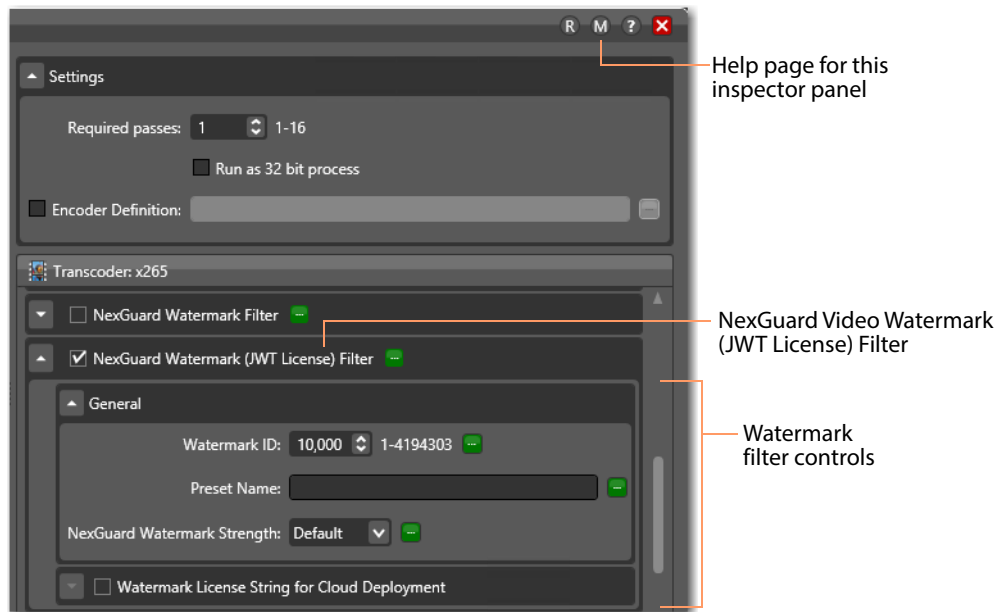 R M ?
Help page for this
inspector panel
Settings
Required passes: 1 1-16
Run as 32 bit process
Encoder Definition:
Transcoder: x265
NexGuard Watermark Filter
NexGuard Video Watermark
(JWT License) Filter
NexGuard Watermark (JWT License) Filter
General
Watermark ID: 10,000 1-4194303
Watermark
filter controls
Preset Name:
NexGuard Watermark Strength: Default
Watermark License String for Cloud Deployment